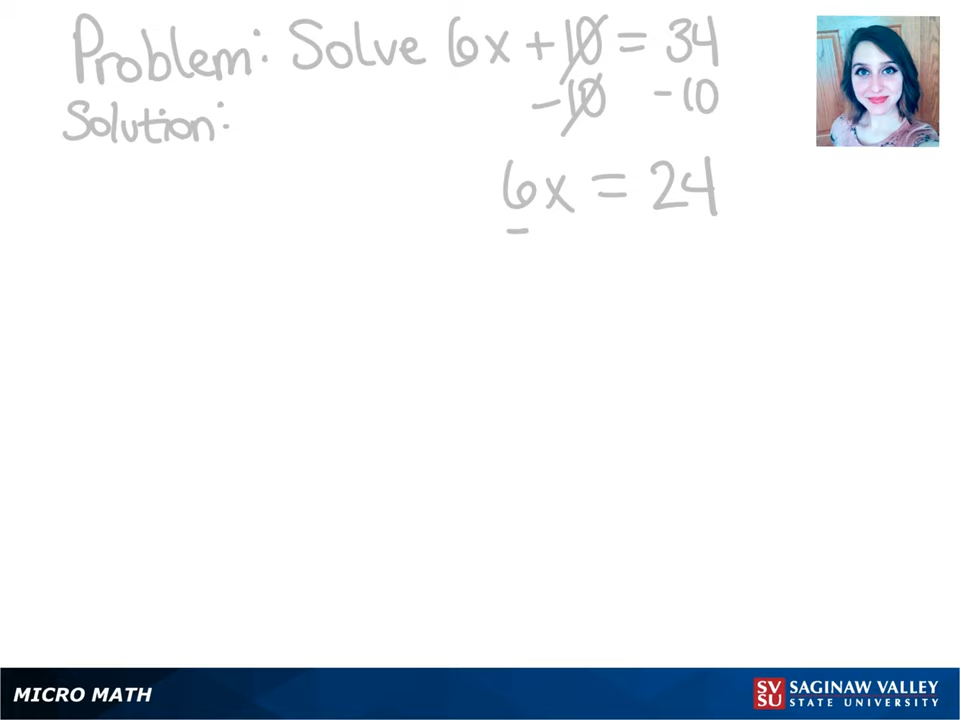 Problem: Solve 6x + 10 = 34
Solution: -10 -10
6x = 24
MICRO MATH
SV SU SAGINAW VALLEY STATE UNIVERSITY